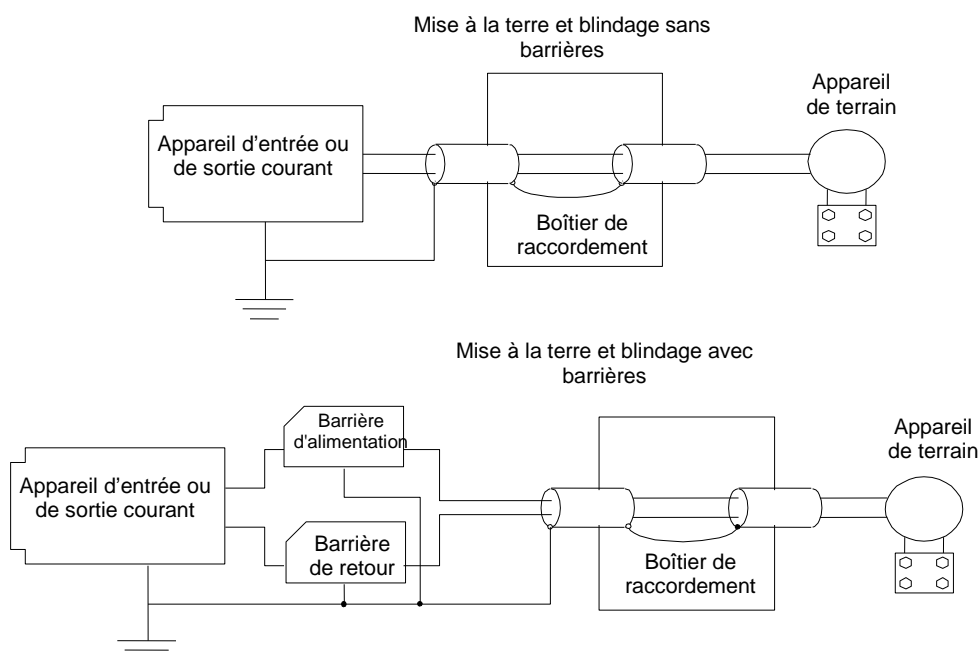 Mise à la terre et blindage sans
barrières
Appareil
de terrain
Appareil d'entrée ou
de sortie courant
Boîtier de
raccordement
Mise à la terre et blindage avec
barrières
Barrière
d'alimentation
Appareil
de terrain
Appareil d'entrée ou
de sortie courant
Barrière
de retour
Boîtier de
raccordement